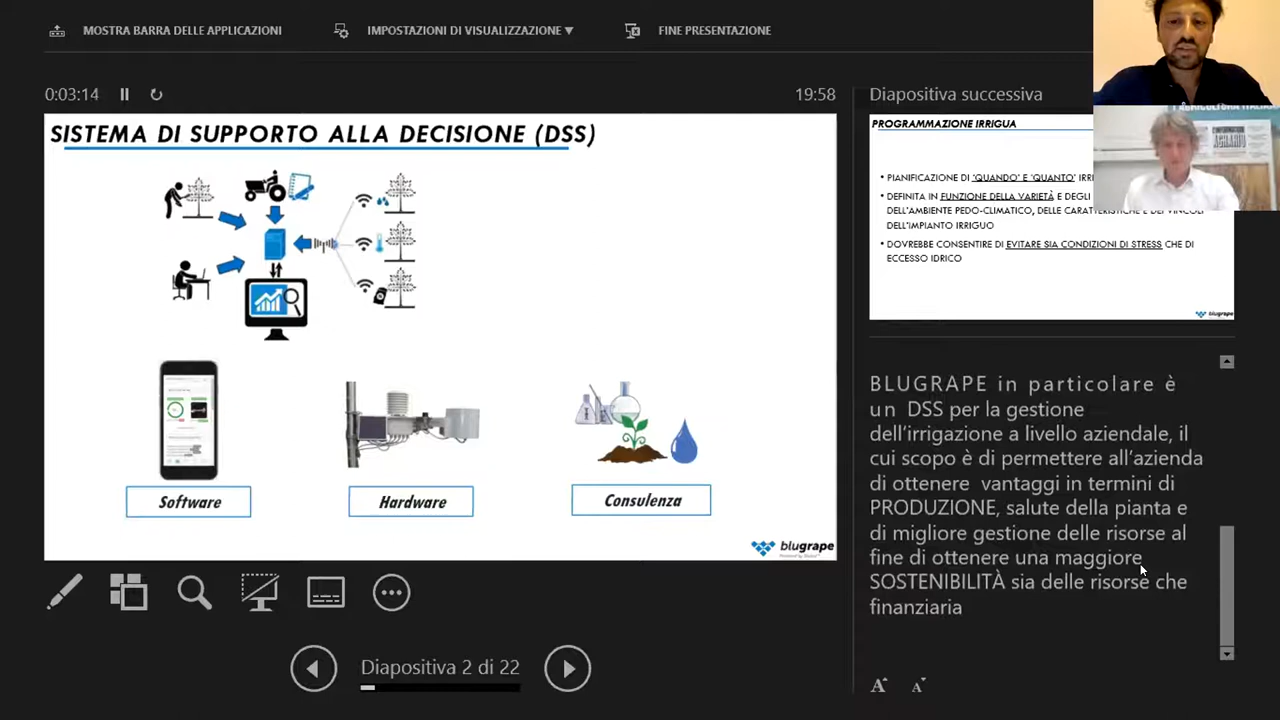 MOSTRA BARRA DELLE APPLICAZIONI
IMPOSTAZIONI DI VISUALIZZAZIONE ▼
FINE PRESENTAZIONE
0:03:14
19:58
SISTEMA DI SUPPORTO ALLA DECISIONE (DSS)
Software
Hardware
Consulenza
blugrape
Diapositiva 2 di 22
Diapositiva successiva
PROGRAMMAZIONE IRRIGUA
• PIANIFICAZIONE DI 'QUANDO' E 'QUANTO'
• DEFINITA IN FUNZIONE DELLA VARIETÀ E DEGLI
DELL'AMBIENTE PEDO-CLIMATICO, DELLE CARATTERISTICHE E DEI VINCOLI
DELL'IMPIANTO IRRIGUO
• DOVREBBE CONSENTIRE DI EVITARE SIA CONDIZIONI DI STRESS CHE DI
ECCESSO IDRICO
blugrape
L'INFORMATORE
AGRARIO
BLUGRAPE in particolare è
un DSS per la gestione
dell'irrigazione a livello aziendale, il
cui scopo è di permettere all'azienda
di ottenere vantaggi in termini di
PRODUZIONE, salute della pianta e
di migliore gestione delle risorse al
fine di ottenere una maggiore
SOSTENIBILITÀ sia delle risorse che
finanziaria
A A